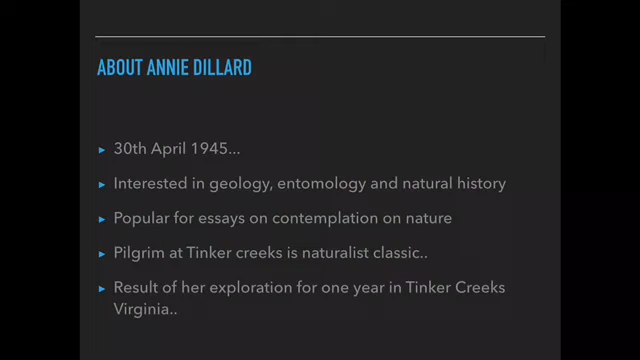 ABOUT ANNIE DILLARD
▸ 30th April 1945...
▸ Interested in geology, entomology and natural history
▸ Popular for essays on contemplation on nature
▸ Pilgrim at Tinker creeks is naturalist classic..
▸ Result of her exploration for one year in Tinker Creeks
Virginia..